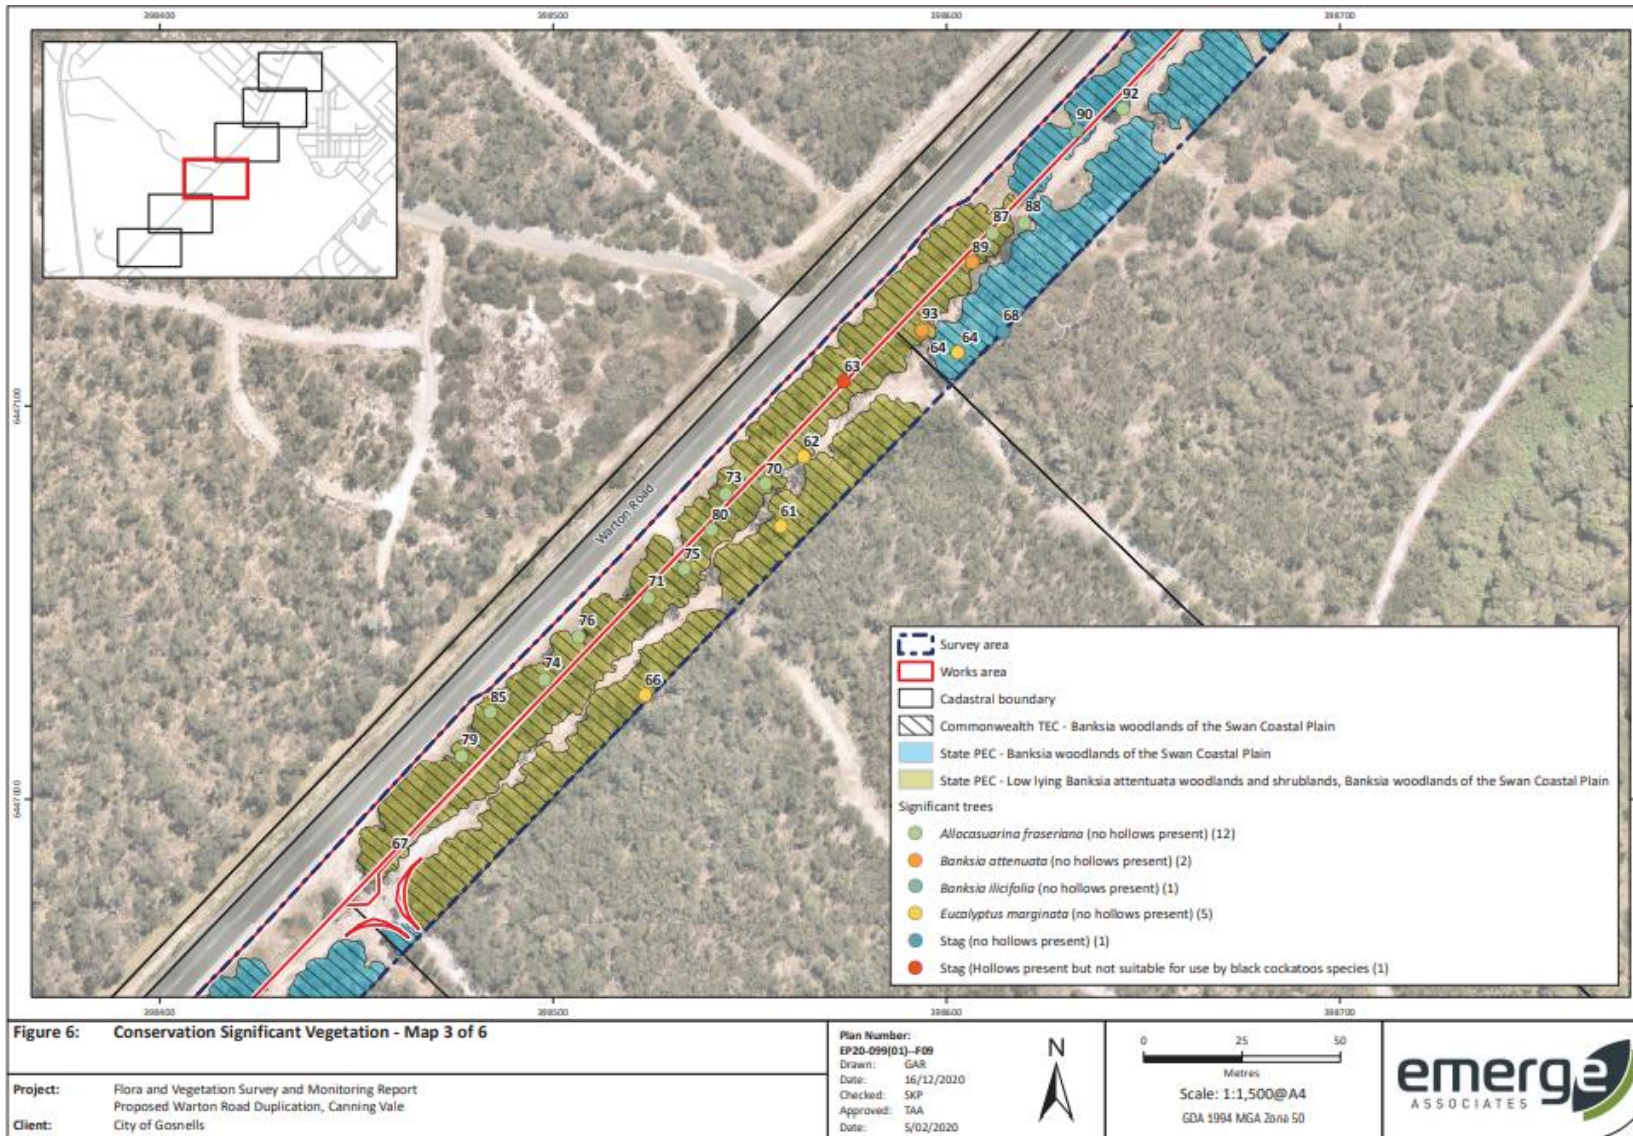 398400 398500 398600 398700
6447100
6447000
92
90
88
87
89
68
93
64 64
63
62
70
73
61
80
75
71
76
74
66
85
79
67
Warton Road
Survey area
Works area
Cadastral boundary
Commonwealth TEC - Banksia woodlands of the Swan Coastal Plain
State PEC - Banksia woodlands of the Swan Coastal Plain
State PEC - Low lying Banksia attentuata woodlands and shrublands, Banksia woodlands of the Swan Coastal Plain
Significant trees
Allocasuarina fraseriana (no hollows present) (12)
Banksia attenuata (no hollows present) (2)
Banksia ilicifolia (no hollows present) (1)
Eucalyptus marginata (no hollows present) (5)
Stag (no hollows present) (1)
Stag (Hollows present but not suitable for use by black cockatoos species (1)
398400 398500 398600 398700
Figure 6: Conservation Significant Vegetation - Map 3 of 6
Project: Flora and Vegetation Survey and Monitoring Report
Proposed Warton Road Duplication, Canning Vale
Client: City of Gosnells
Plan Number:
EP20-099(01)--F09
Drawn: GAR
Date: 16/12/2020
Checked: SKP
Approved: TAA
Date: 5/02/2020
N
0 25 50
Metres
Scale: 1:1,500@A4
GDA 1994 MGA Zone 50
emerge
ASSOCIATES